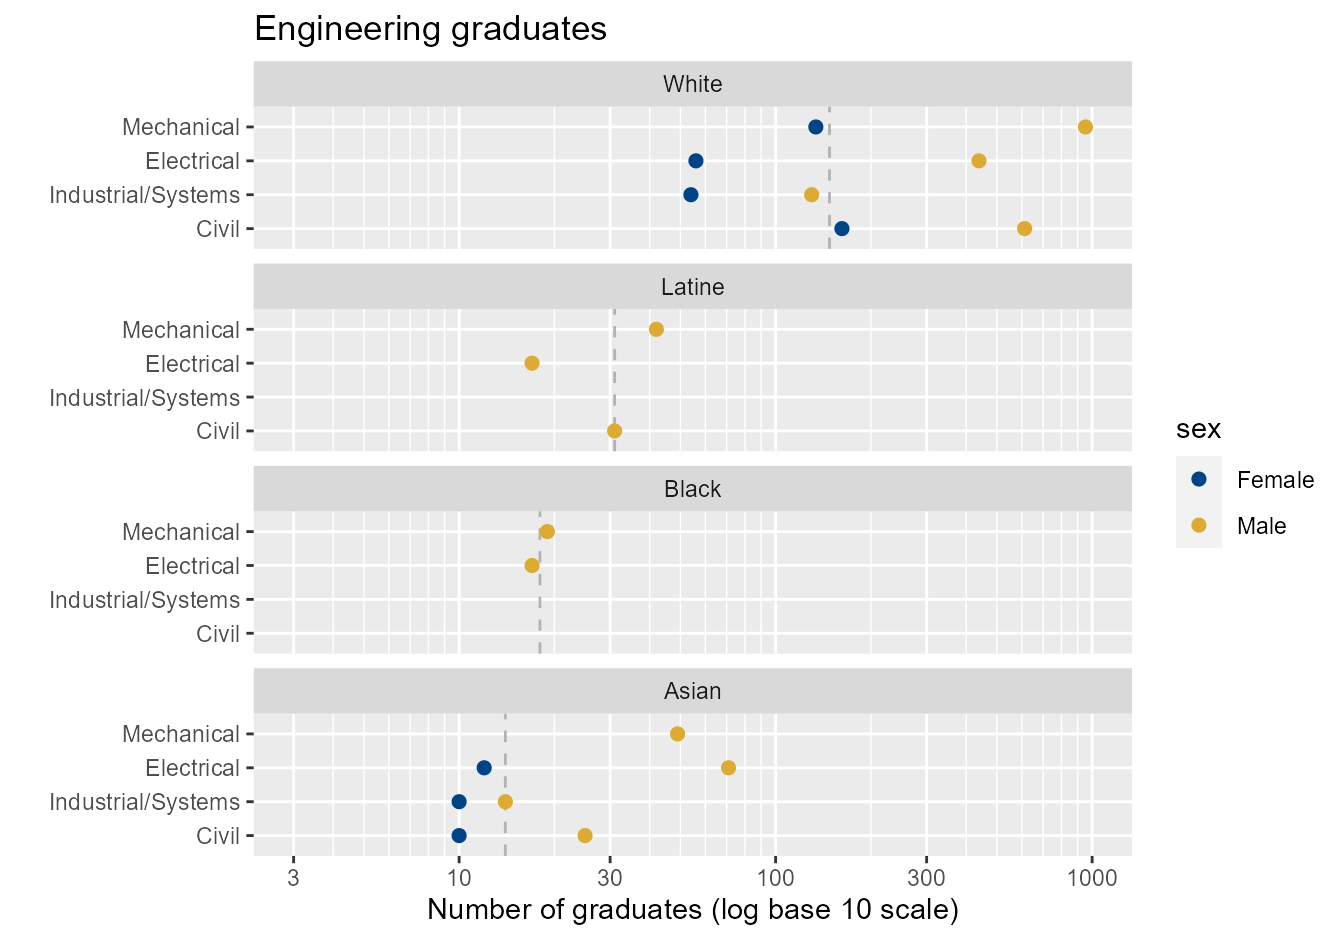 Engineering graduates
White
Mechanical
Electrical
Industrial/Systems
Civil
Latine
Mechanical
Electrical
Industrial/Systems
Civil
Black
Mechanical
Electrical
Industrial/Systems
Civil
Asian
Mechanical
Electrical
Industrial/Systems
Civil
3 10 30 100 300 1000
Number of graduates (log base 10 scale)
sex
Female
Male